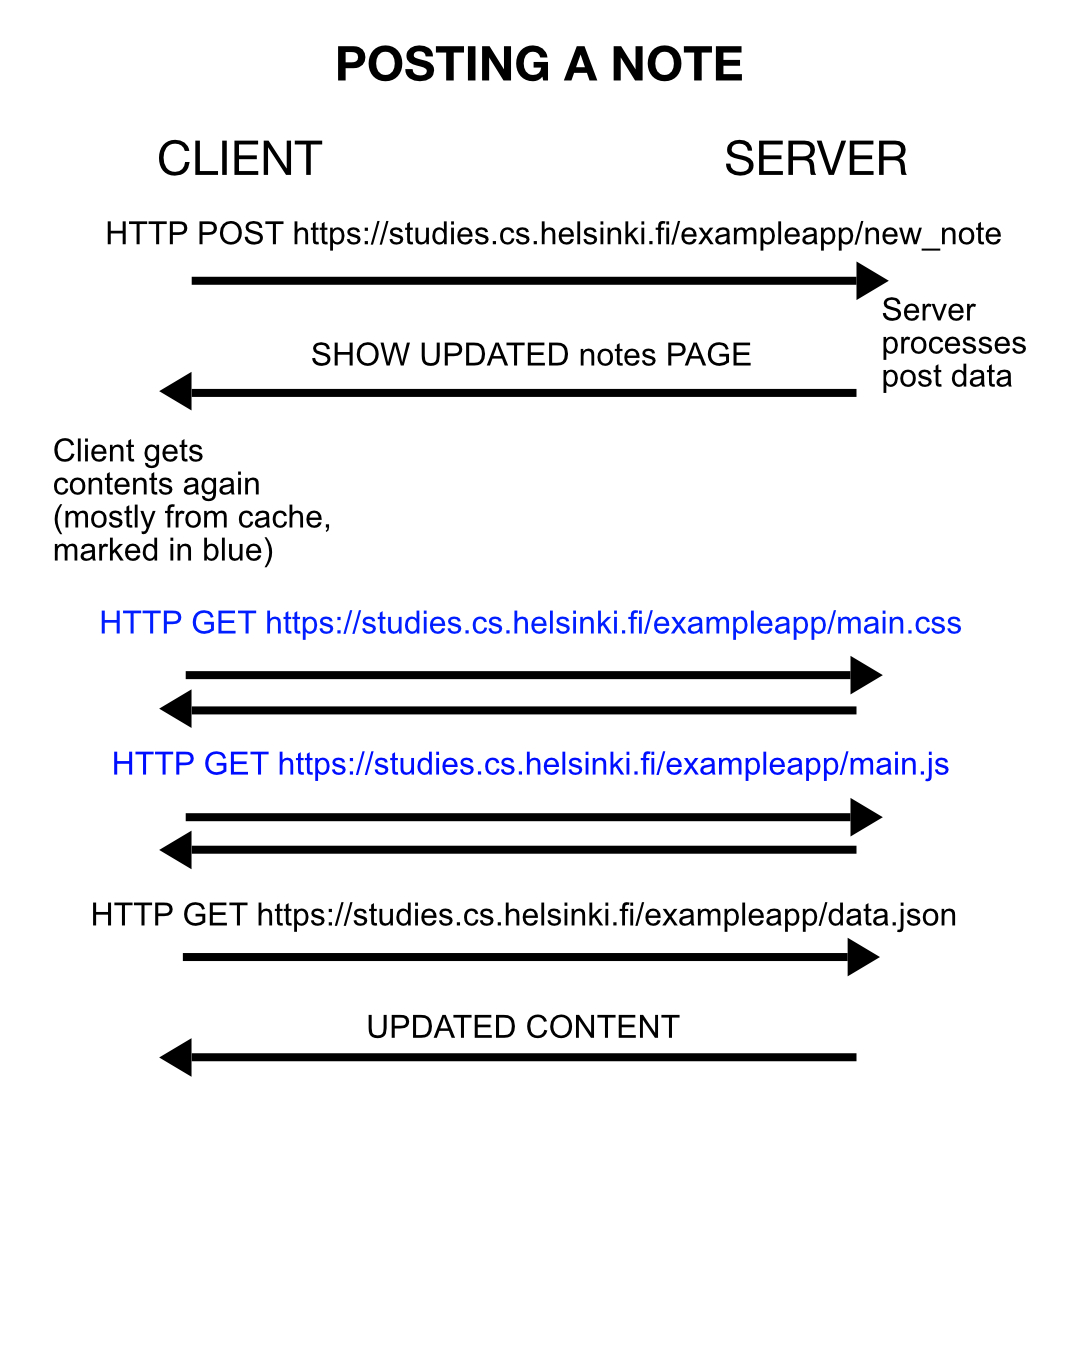 POSTING A NOTE
CLIENT
SERVER
HTTP POST https://studies.cs.helsinki.fi/exampleapp/new_note
Server
processes
post data
SHOW UPDATED notes PAGE
Client gets
contents again
(mostly from cache,
marked in blue)
HTTP GET https://studies.cs.helsinki.fi/exampleapp/main.css
HTTP GET https://studies.cs.helsinki.fi/exampleapp/main.js
HTTP GET https://studies.cs.helsinki.fi/exampleapp/data.json
UPDATED CONTENT